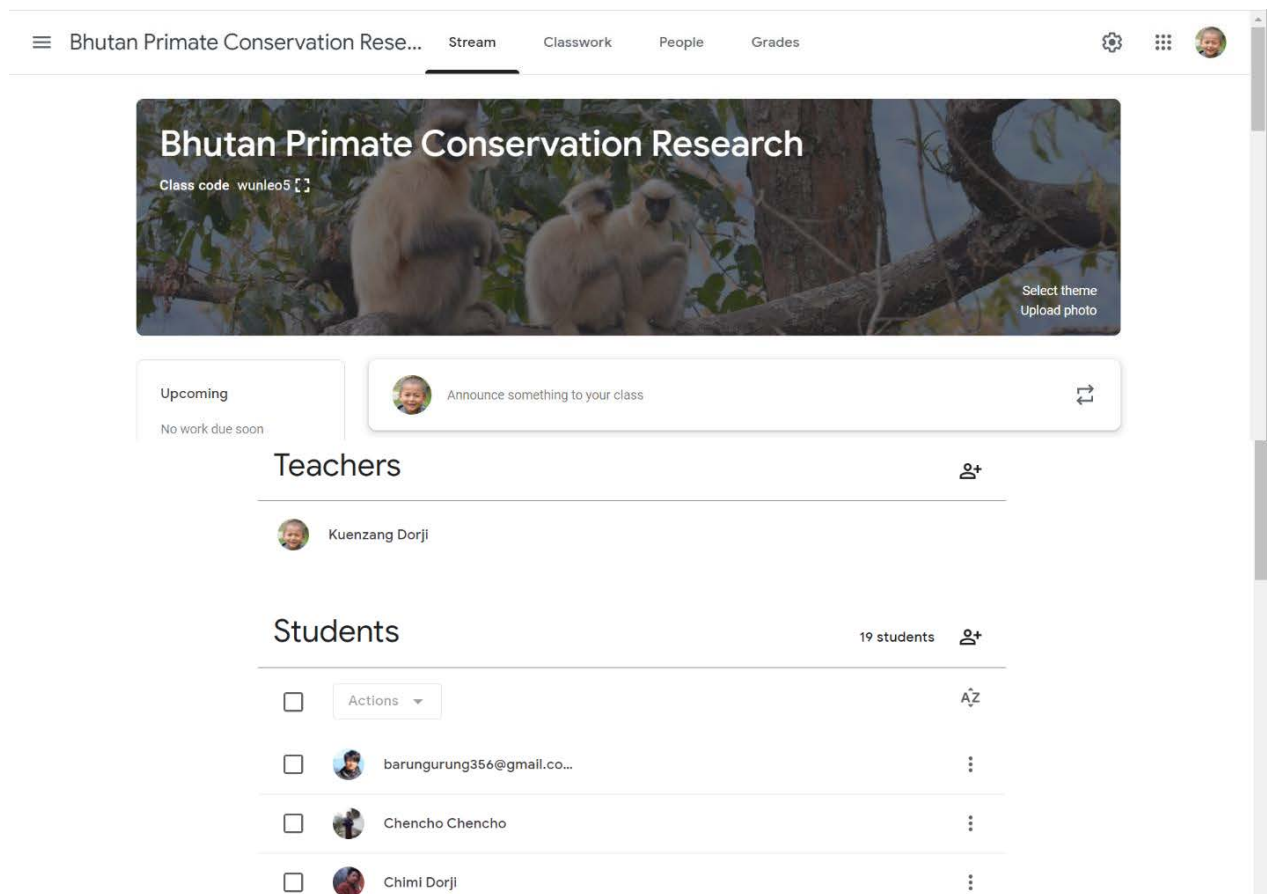 Bhutan Primate Conservation Rese... Stream Classwork People Grades
Bhutan Primate Conservation Research
Class code wunleo5
Select theme
Upload photo
Upcoming
No work due soon
Announce something to your class
Teachers
Kuenzang Dorji
Students 19 students
Actions AZ
barungurung356@gmail.co...
Chencho Chencho
Chimi Dorji